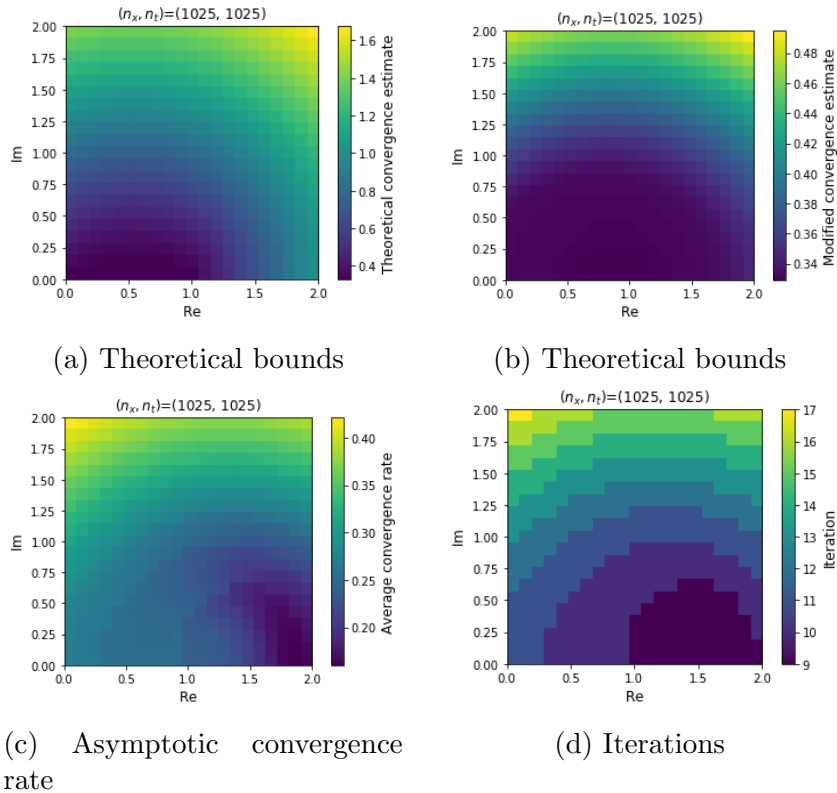 (n_x, n_t)=(1025, 1025)
2.00
1.75
1.50
1.25
1.00
0.75
0.50
0.25
0.00
Im
0.0 0.5 1.0 1.5 2.0
Re
1.6
1.4
1.2
1.0
0.8
0.6
0.4
Theoretical convergence estimate
(a) Theoretical bounds
(n_x, n_t)=(1025, 1025)
2.00
1.75
1.50
1.25
1.00
0.75
0.50
0.25
0.00
Im
0.0 0.5 1.0 1.5 2.0
Re
0.48
0.46
0.44
0.42
0.40
0.38
0.36
0.34
Modified convergence estimate
(b) Theoretical bounds
(n_x, n_t)=(1025, 1025)
2.00
1.75
1.50
1.25
1.00
0.75
0.50
0.25
0.00
Im
0.0 0.5 1.0 1.5 2.0
Re
0.40
0.35
0.30
0.25
0.20
Average convergence rate
(c) Asymptotic convergence
rate
(n_x, n_t)=(1025, 1025)
2.00
1.75
1.50
1.25
1.00
0.75
0.50
0.25
0.00
Im
0.0 0.5 1.0 1.5 2.0
Re
17
16
15
14
13
12
11
10
9
Iteration
(d) Iterations